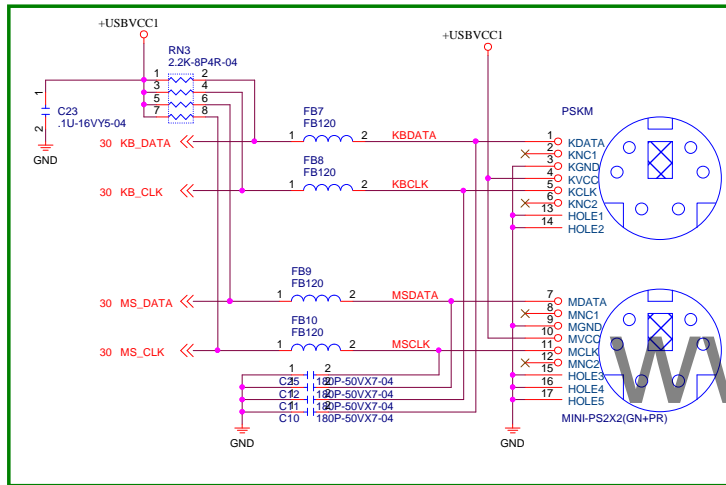 +USBVCC1
+USBVCC1
RN3
2.2K-8P4R-04
1 2
3 4
5 6
7 8
1
C23
.1U-16VY5-04
2
GND
PSKM
FB7
FB120
30 KB_DATA
1 2
KBDATA
1 KDATA
2 KNC1
3 KGND
4 KVCC
FB8
FB120
30 KB_CLK
1 2
KBCLK
5 KCLK
6 KNC2
13 HOLE1
14 HOLE2
FB9
FB120
30 MS_DATA
1 2
MSDATA
7 MDATA
8 MNC1
9 MGND
10 MVCC
FB10
FB120
30 MS_CLK
1 2
MSCLK
11 MCLK
12 MNC2
15 HOLE3
16 HOLE4
17 HOLE5
1 2
180P-50VX7-04
C12 180P-50VX7-04
C11 180P-50VX7-04
C10 180P-50VX7-04
GND
GND
MINI-PS2X2(GN+PR)